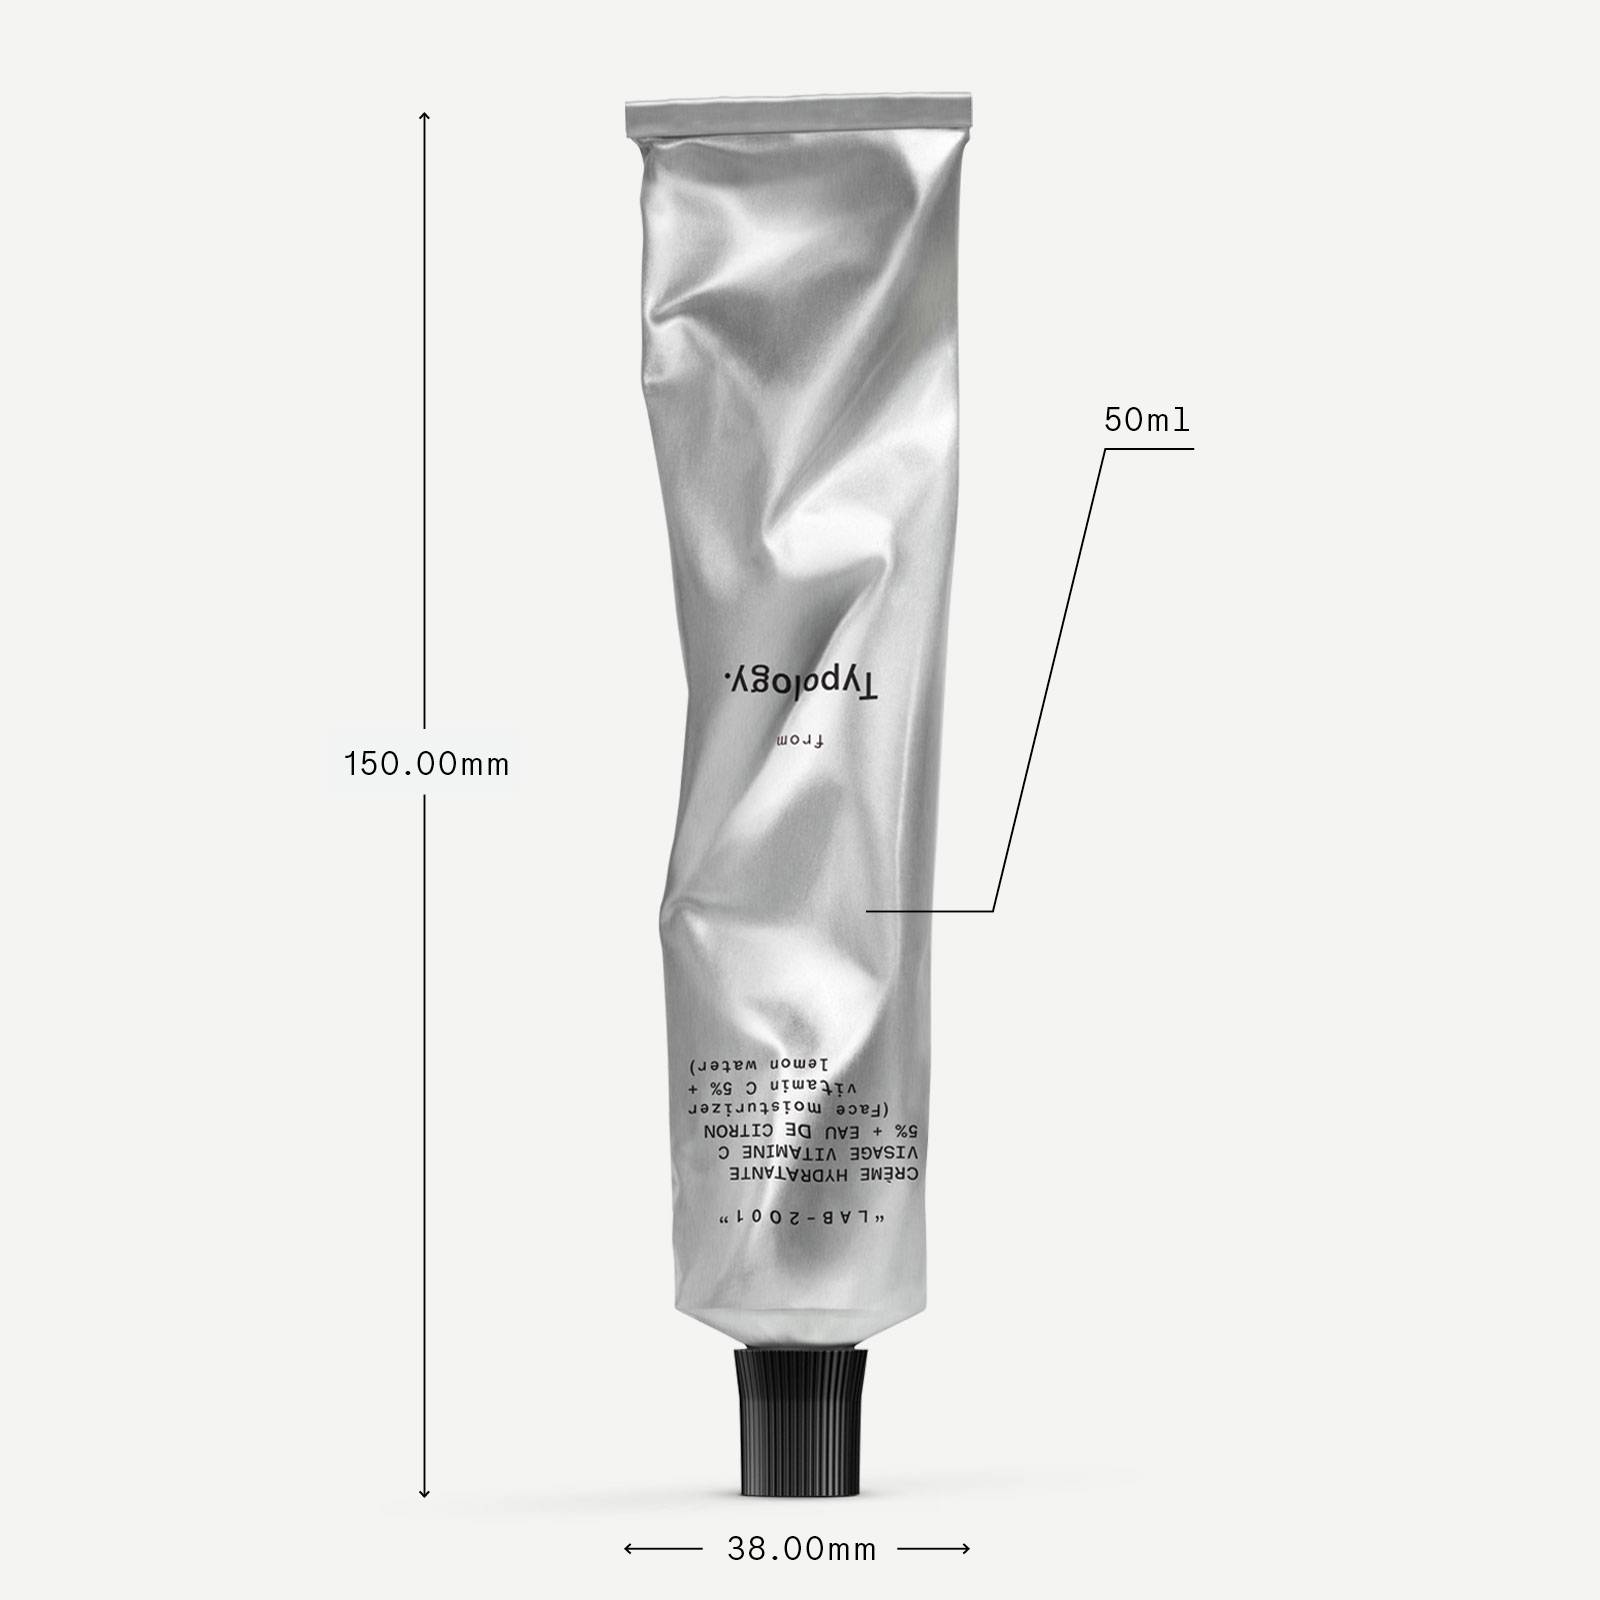 50ml
150.00mm
"LAB-2001"
CRÈME HYDRATANTE
VISAGE VITAMINE C
5% + EAU DE CITRON
(Face moisturizer
vitamin C 5% +
lemon water)
from
Typology.
38.00mm